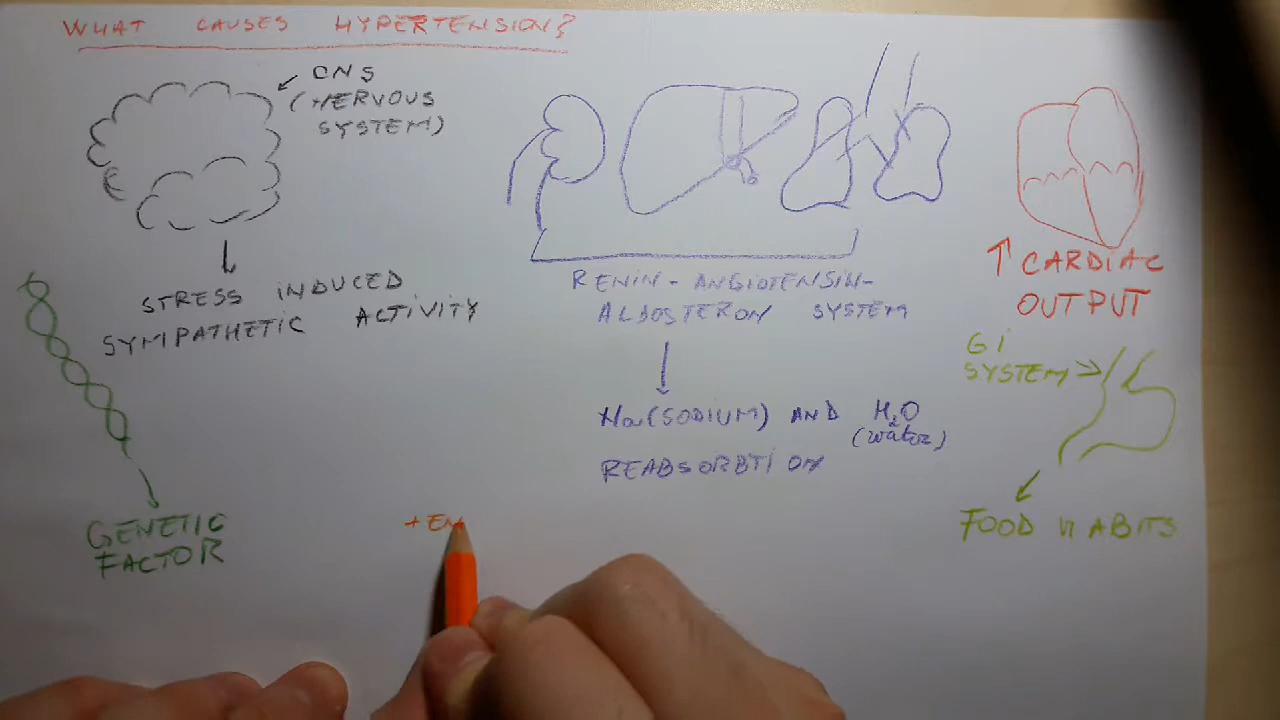 WHAT CAUSES HYPERTENSION?
CNS
(NERVOUS
SYSTEM)
STRESS INDUCED
SYMPATHETIC ACTIVITY
RENIN-ANGIOTENSIN-
ALDOSTERON SYSTEM
Na(SODIUM) AND H2O
(water)
REABSORBTION
↑ CARDIAC
OUTPUT
GI
SYSTEM
FOOD HABITS
GENETIC
FACTOR
+ EN